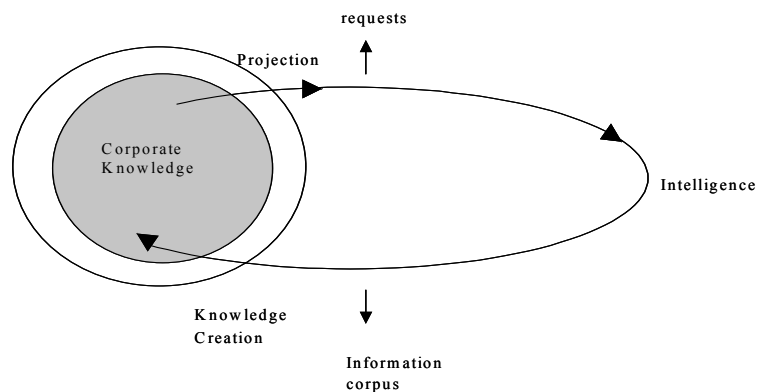 requests
Projection
Corporate
Knowledge
Intelligence
Knowledge
Creation
Information
corpus